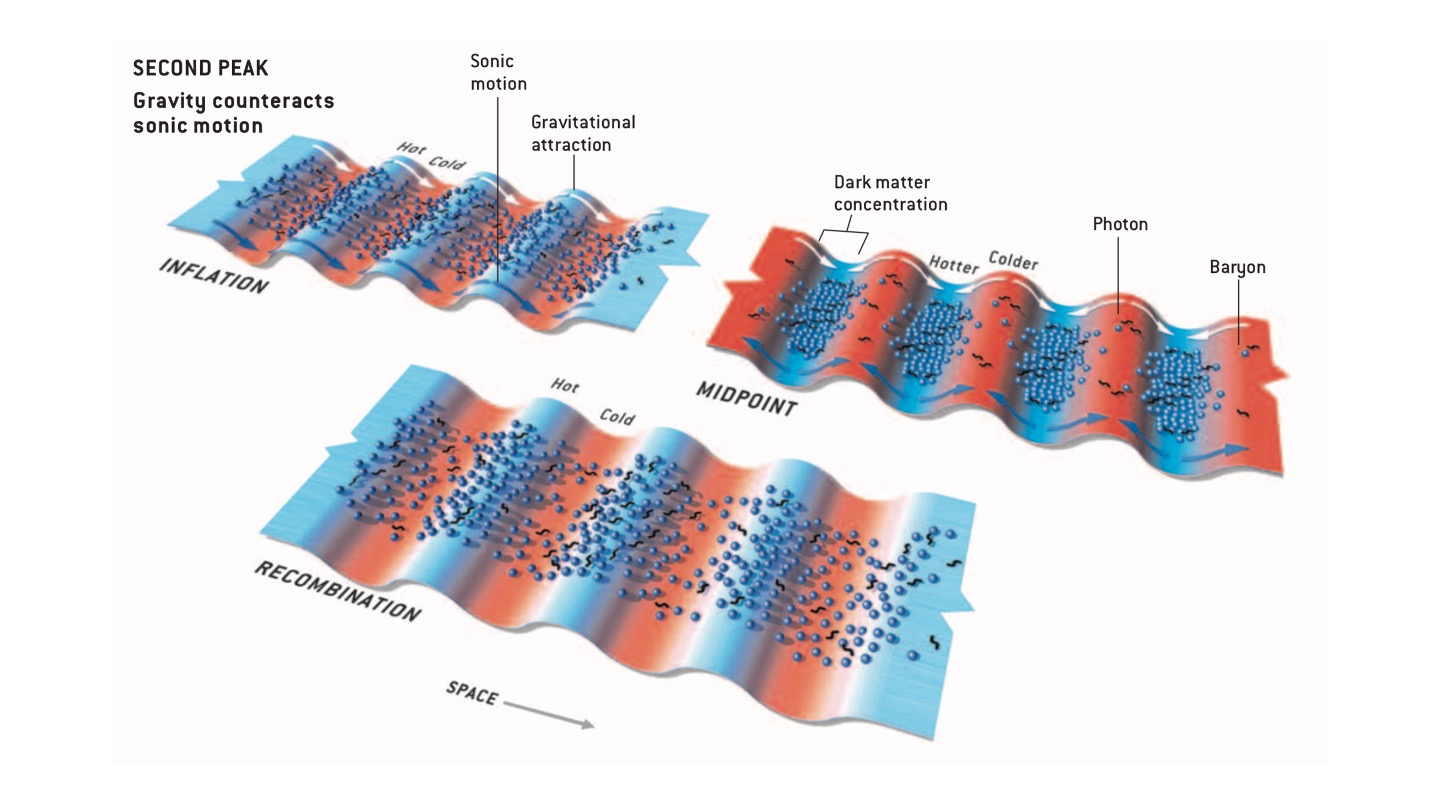 SECOND PEAK
Gravity counteracts
sonic motion
Sonic
motion
Gravitational
attraction
Hot
Cold
INFLATION
Dark matter
concentration
Photon
Baryon
Hotter
Colder
MIDPOINT
Hot
Cold
RECOMBINATION
SPACE